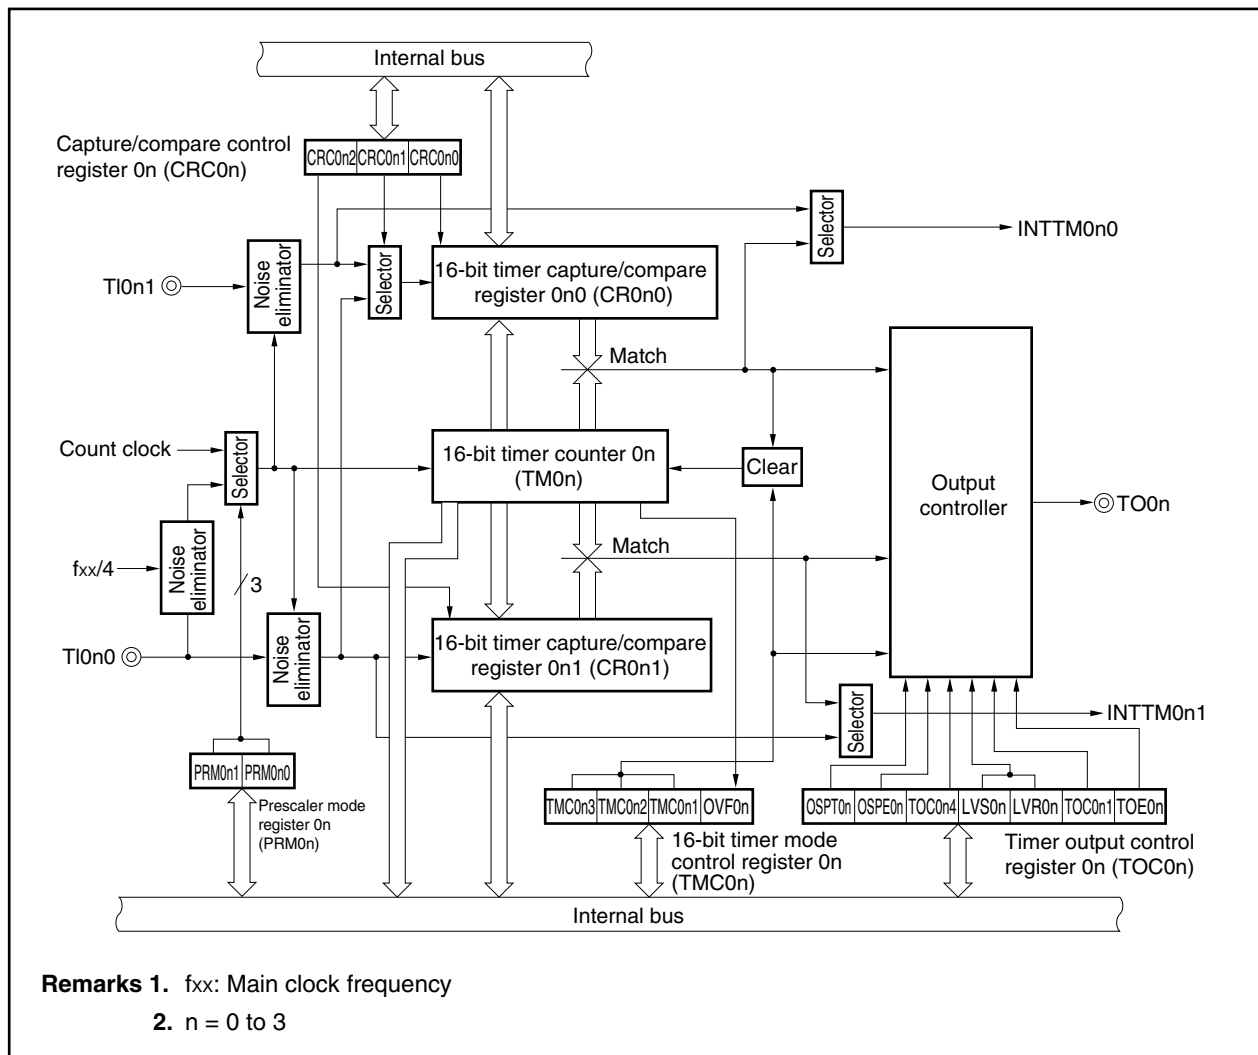 Internal bus
Capture/compare control
register 0n (CRC0n)
CRC0n2 CRC0n1 CRC0n0
Selector
INTTM0n0
TI0n1
Noise
eliminator
Selector
16-bit timer capture/compare
register 0n0 (CR0n0)
Match
Count clock
Selector
16-bit timer counter 0n
(TM0n)
Clear
Output
controller
TO0n
fxx/4
Noise
eliminator
3
Match
TI0n0
Noise
eliminator
16-bit timer capture/compare
register 0n1 (CR0n1)
Selector
INTTM0n1
PRM0n1 PRM0n0
Prescaler mode
register 0n
(PRM0n)
TMC0n3 TMC0n2 TMC0n1 OVF0n
16-bit timer mode
control register 0n
(TMC0n)
OSPT0n OSPE0n TOC0n4 LVS0n LVR0n TOC0n1 TOE0n
Timer output control
register 0n (TOC0n)
Internal bus
Remarks 1. fxx: Main clock frequency
2. n = 0 to 3